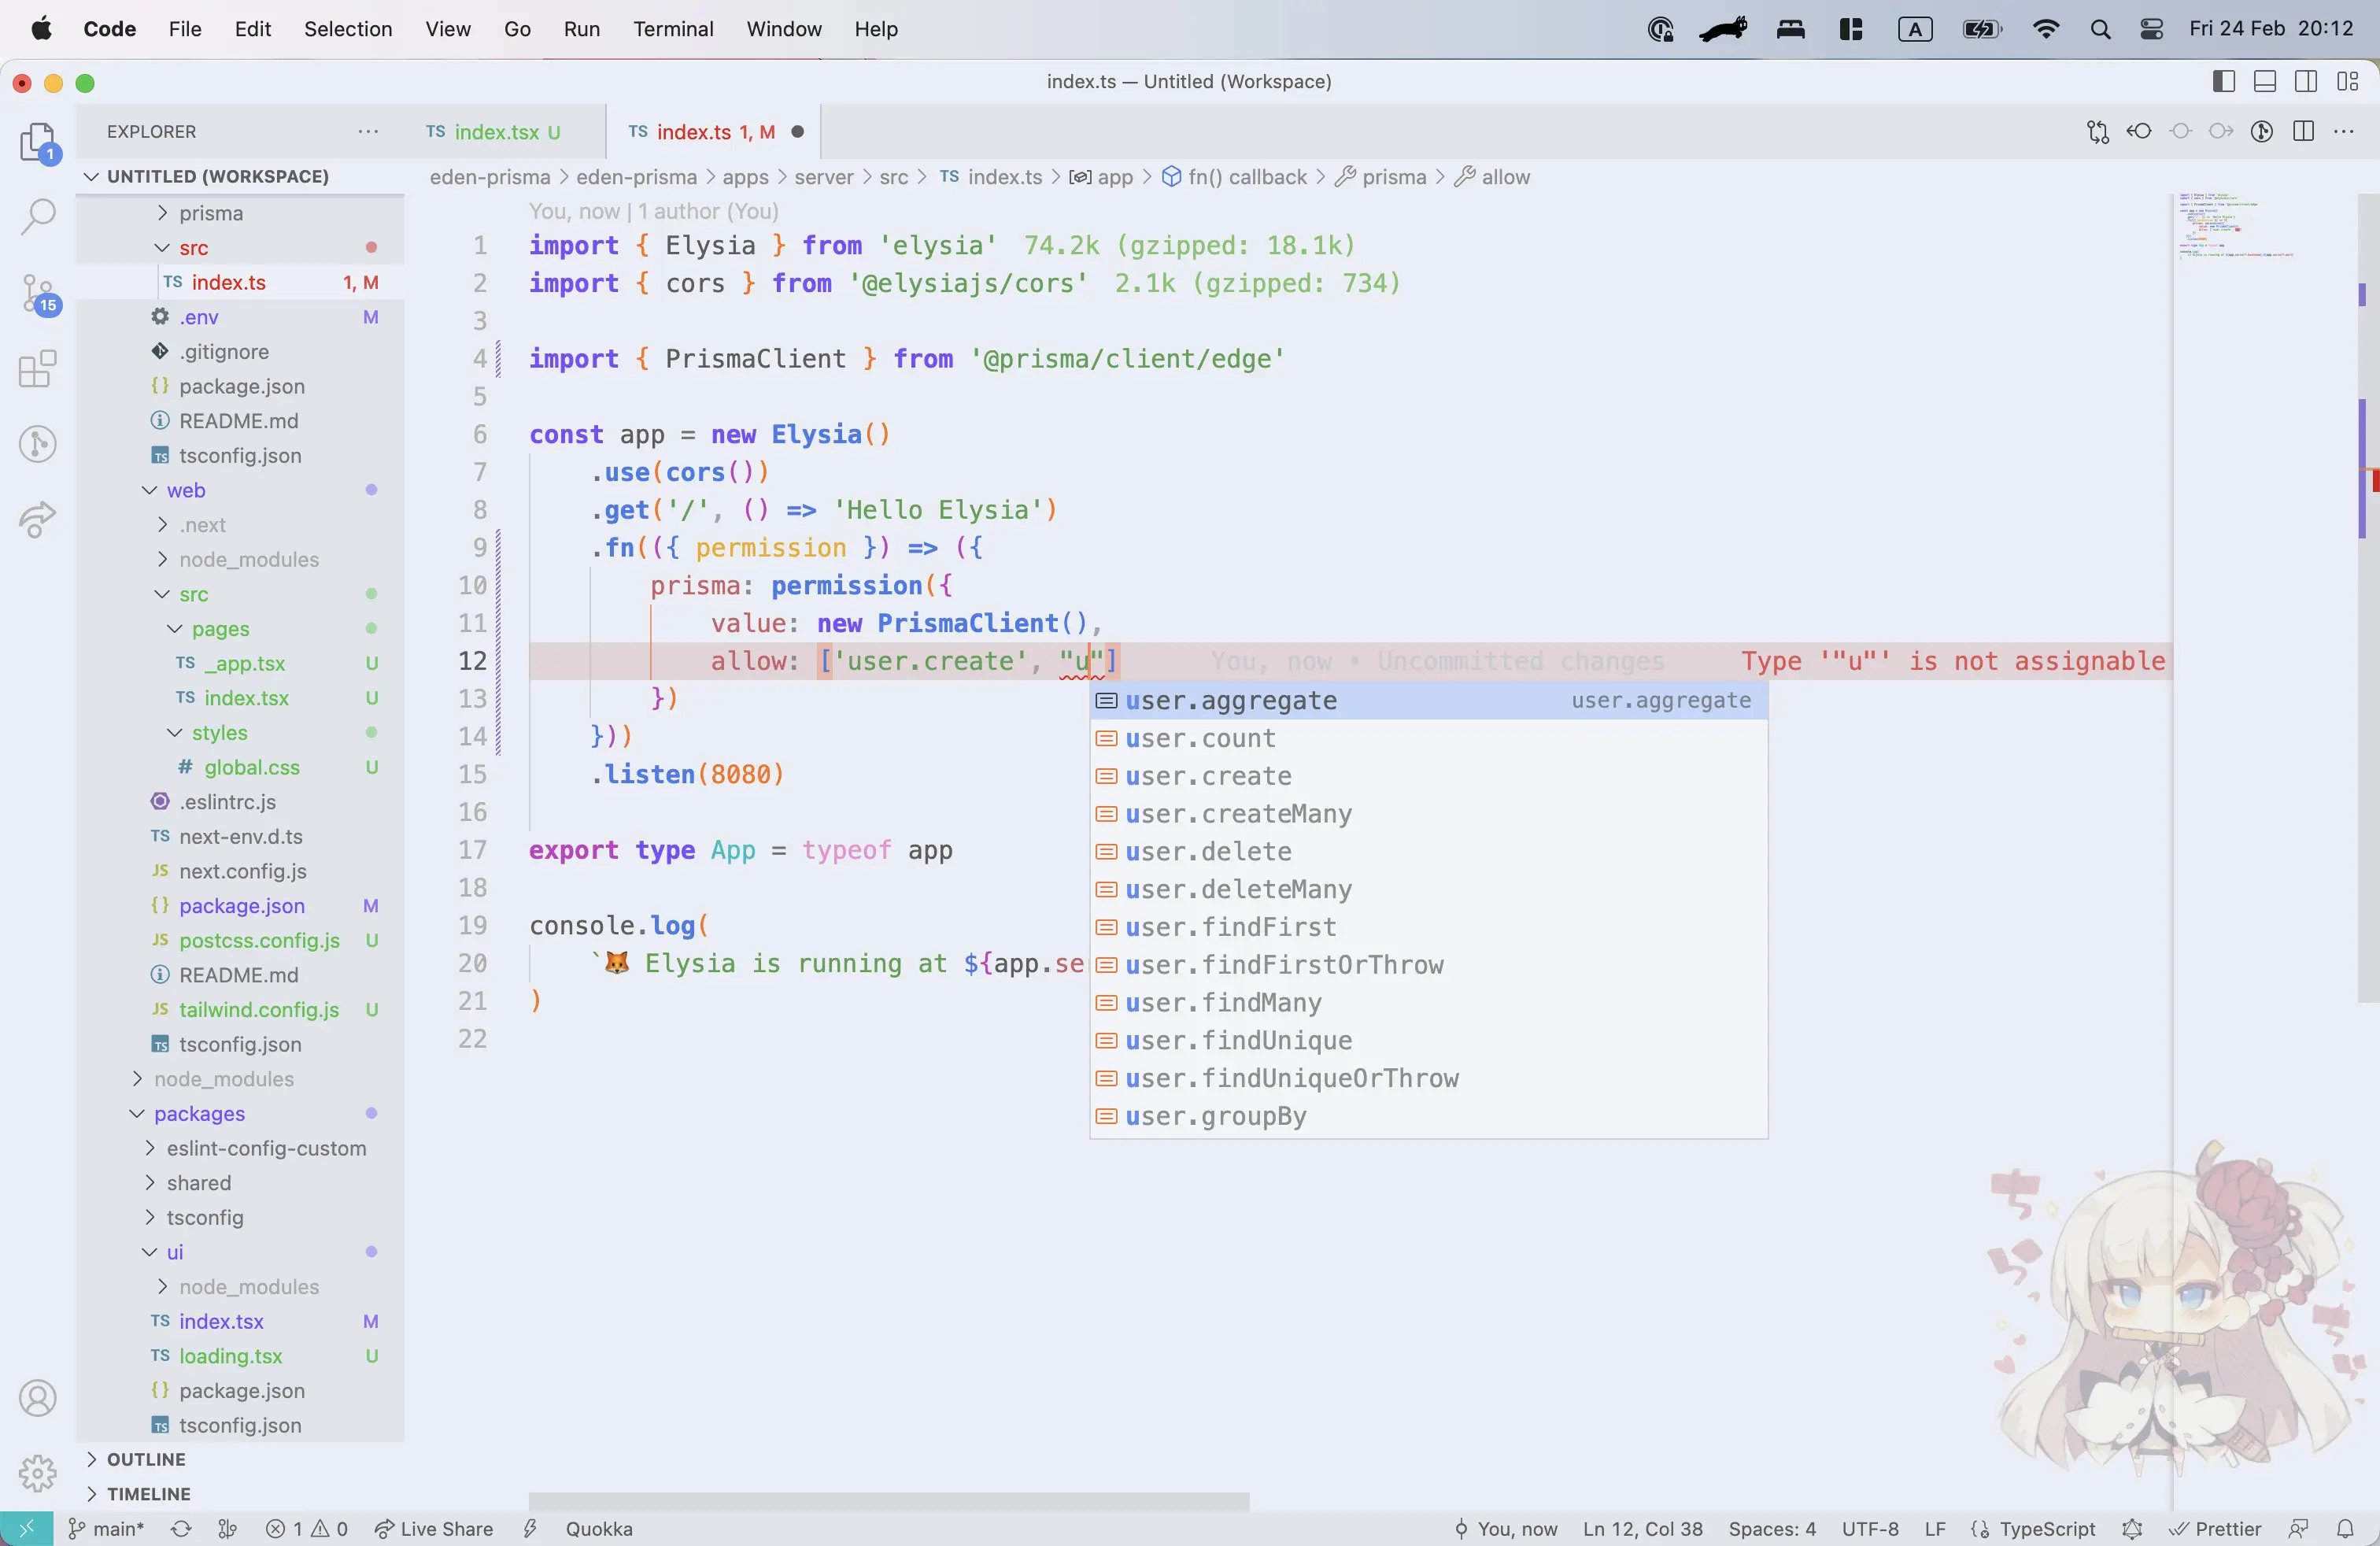 Code File Edit Selection View Go Run Terminal Window Help A Fri 24 Feb 20:12
index.ts — Untitled (Workspace)
EXPLORER
TS index.tsx U TS index.ts 1, M
UNTITLED (WORKSPACE)
eden-prisma > eden-prisma > apps > server > src > TS index.ts > app > fn() callback > prisma > allow
prisma
src
TS index.ts 1, M
.env M
.gitignore
{} package.json
README.md
TS tsconfig.json
web
.next
node_modules
src
pages
TS _app.tsx U
TS index.tsx U
styles
# global.css U
.eslintrc.js
TS next-env.d.ts
JS next.config.js
{} package.json M
JS postcss.config.js U
README.md
JS tailwind.config.js U
TS tsconfig.json
node_modules
packages
eslint-config-custom
shared
tsconfig
ui
node_modules
TS index.tsx M
TS loading.tsx U
{} package.json
TS tsconfig.json
OUTLINE
TIMELINE
1
15
You, now | 1 author (You)
1 import { Elysia } from 'elysia' 74.2k (gzipped: 18.1k)
2 import { cors } from '@elysiajs/cors' 2.1k (gzipped: 734)
3
4 import { PrismaClient } from '@prisma/client/edge'
5
6 const app = new Elysia()
7 .use(cors())
8 .get('/', () => 'Hello Elysia')
9 .fn(({ permission }) => ({
10 prisma: permission({
11 value: new PrismaClient(),
12 allow: ['user.create', "u"] You, now • Uncommitted changes Type '"u"' is not assignable
13 })
14 }))
15 .listen(8080)
16
17 export type App = typeof app
18
19 console.log(
20 `🦊 Elysia is running at ${app.se
21 )
22
user.aggregate user.aggregate
user.count
user.create
user.createMany
user.delete
user.deleteMany
user.findFirst
user.findFirstOrThrow
user.findMany
user.findUnique
user.findUniqueOrThrow
user.groupBy
main* 1 0 Live Share Quokka You, now Ln 12, Col 38 Spaces: 4 UTF-8 LF TypeScript Prettier